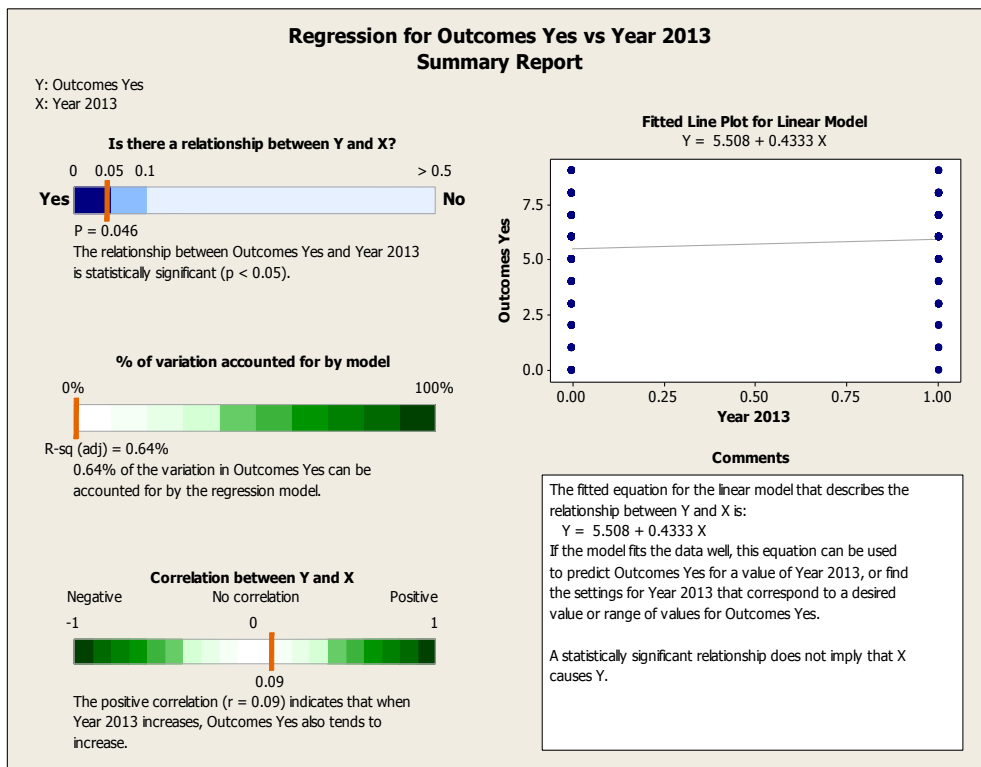 Regression for Outcomes Yes vs Year 2013
Summary Report
Y: Outcomes Yes
X: Year 2013
Is there a relationship between Y and X?
0 0.05 0.1 > 0.5
Yes No
P = 0.046
The relationship between Outcomes Yes and Year 2013
is statistically significant (p < 0.05).
% of variation accounted for by model
0% 100%
R-sq (adj) = 0.64%
0.64% of the variation in Outcomes Yes can be
accounted for by the regression model.
Correlation between Y and X
Negative No correlation Positive
-1 0 1
0.09
The positive correlation (r = 0.09) indicates that when
Year 2013 increases, Outcomes Yes also tends to
increase.
Fitted Line Plot for Linear Model
Y = 5.508 + 0.4333 X
Outcomes Yes
7.5
5.0
2.5
0.0
0.00 0.25 0.50 0.75 1.00
Year 2013
Comments
The fitted equation for the linear model that describes the
relationship between Y and X is:
Y = 5.508 + 0.4333 X
If the model fits the data well, this equation can be used
to predict Outcomes Yes for a value of Year 2013, or find
the settings for Year 2013 that correspond to a desired
value or range of values for Outcomes Yes.
A statistically significant relationship does not imply that X
causes Y.